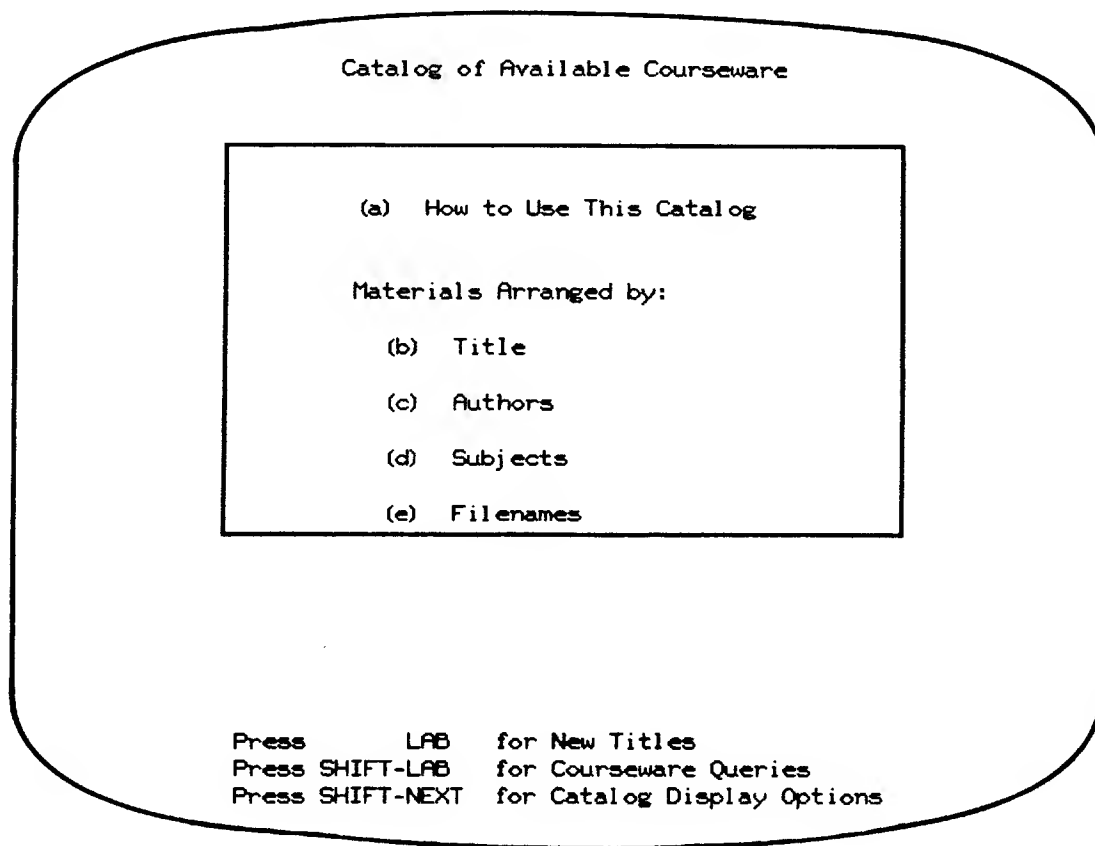 Catalog of Available Courseware
(a) How to Use This Catalog
Materials Arranged by:
(b) Title
(c) Authors
(d) Subjects
(e) Filenames
Press LAB for New Titles
Press SHIFT-LAB for Courseware Queries
Press SHIFT-NEXT for Catalog Display Options